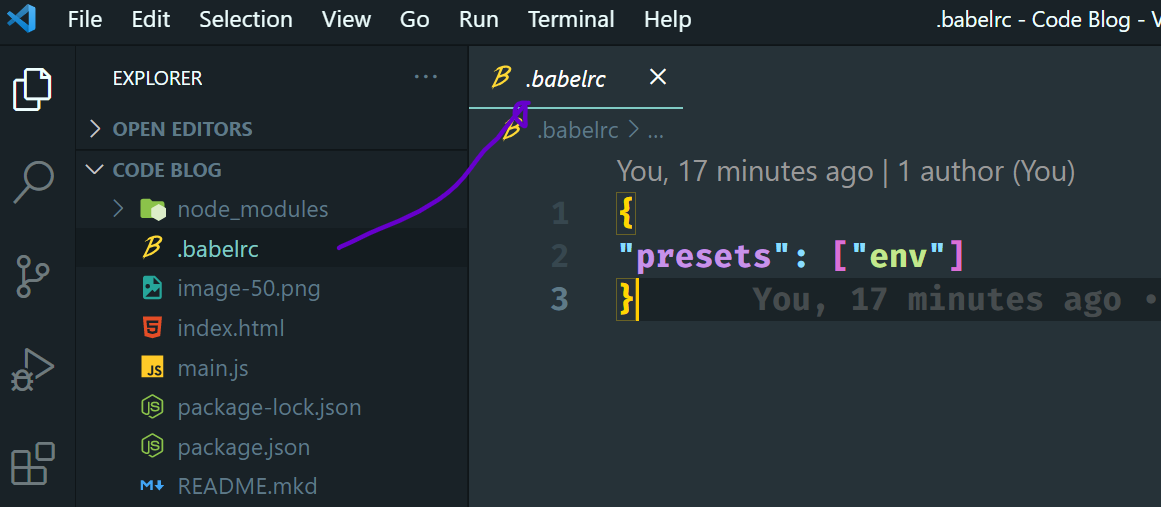 File Edit Selection View Go Run Terminal Help .babelrc - Code Blog - V
EXPLORER ...
.babelrc
OPEN EDITORS
.babelrc > ...
CODE BLOG
You, 17 minutes ago | 1 author (You)
node_modules
1 {
.babelrc
2 "presets": ["env"]
image-50.png
3 } You, 17 minutes ago •
index.html
JS main.js
package-lock.json
package.json
README.mkd